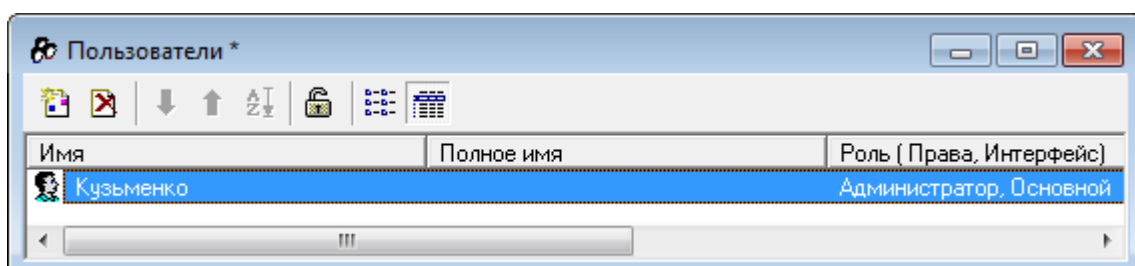 Пользователи *
Имя Полное имя Роль ( Права, Интерфейс)
Кузьменко Администратор, Основной